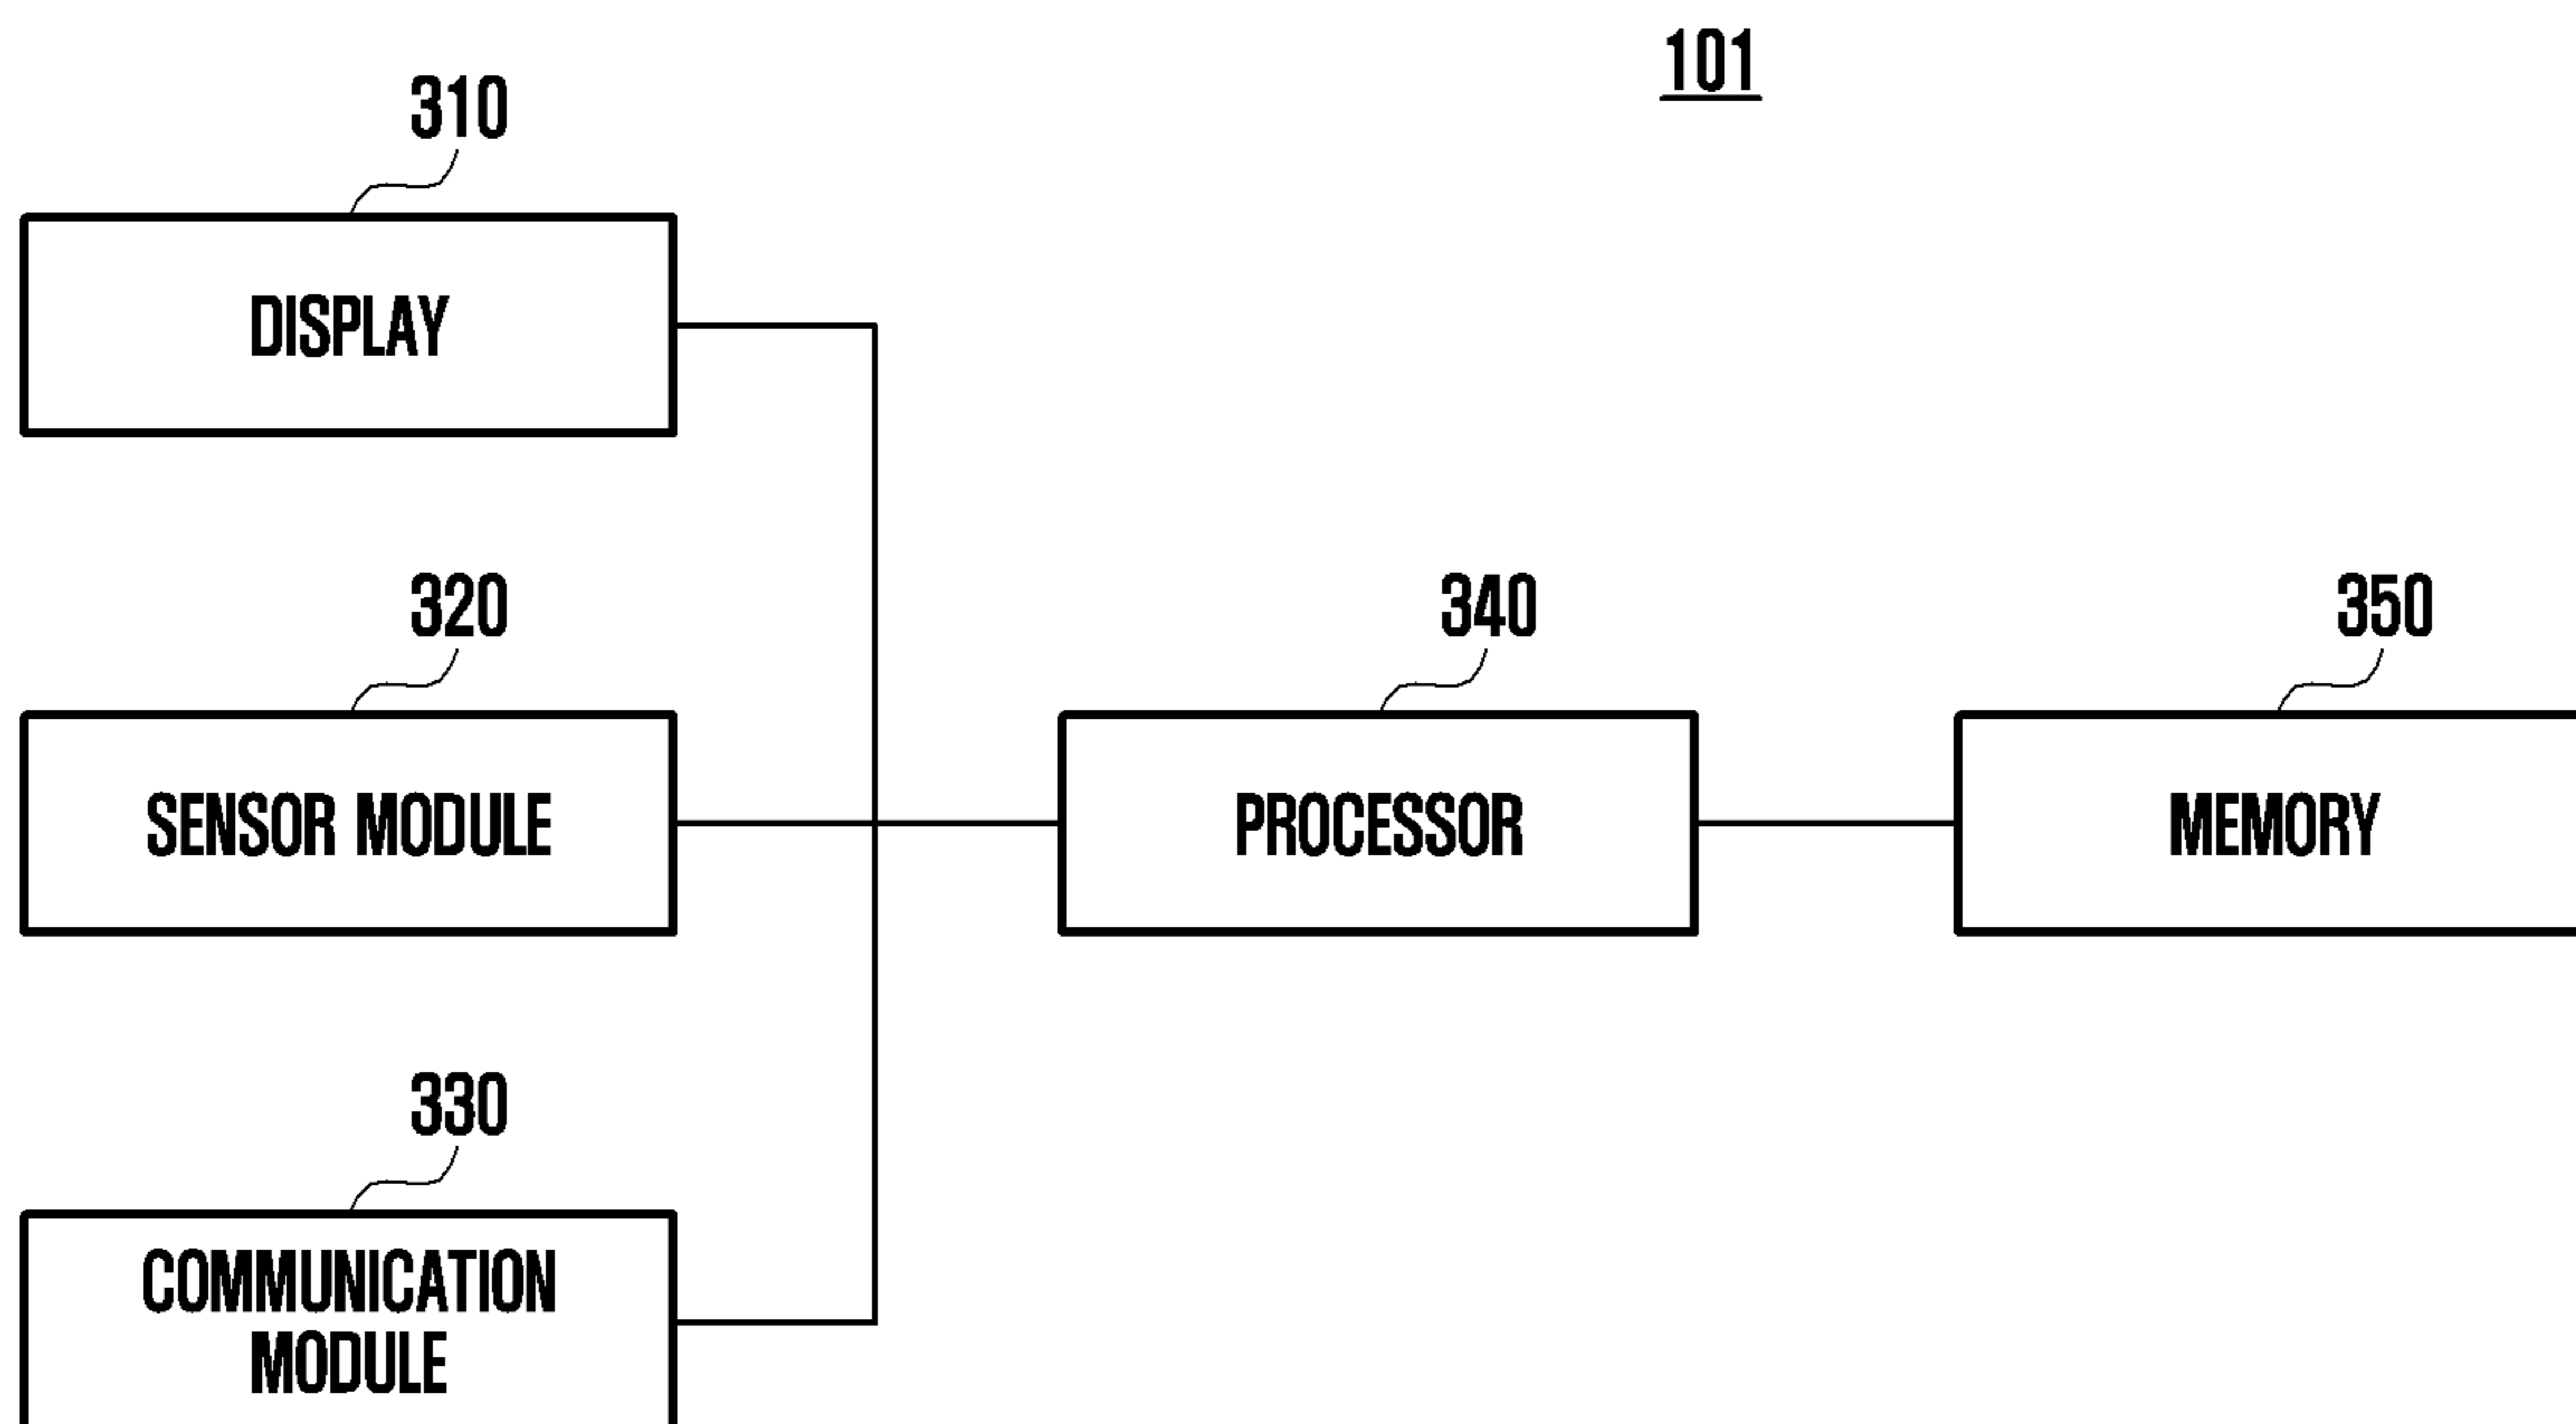 101
310
DISPLAY
320
SENSOR MODULE
340
PROCESSOR
350
MEMORY
330
COMMUNICATION
MODULE